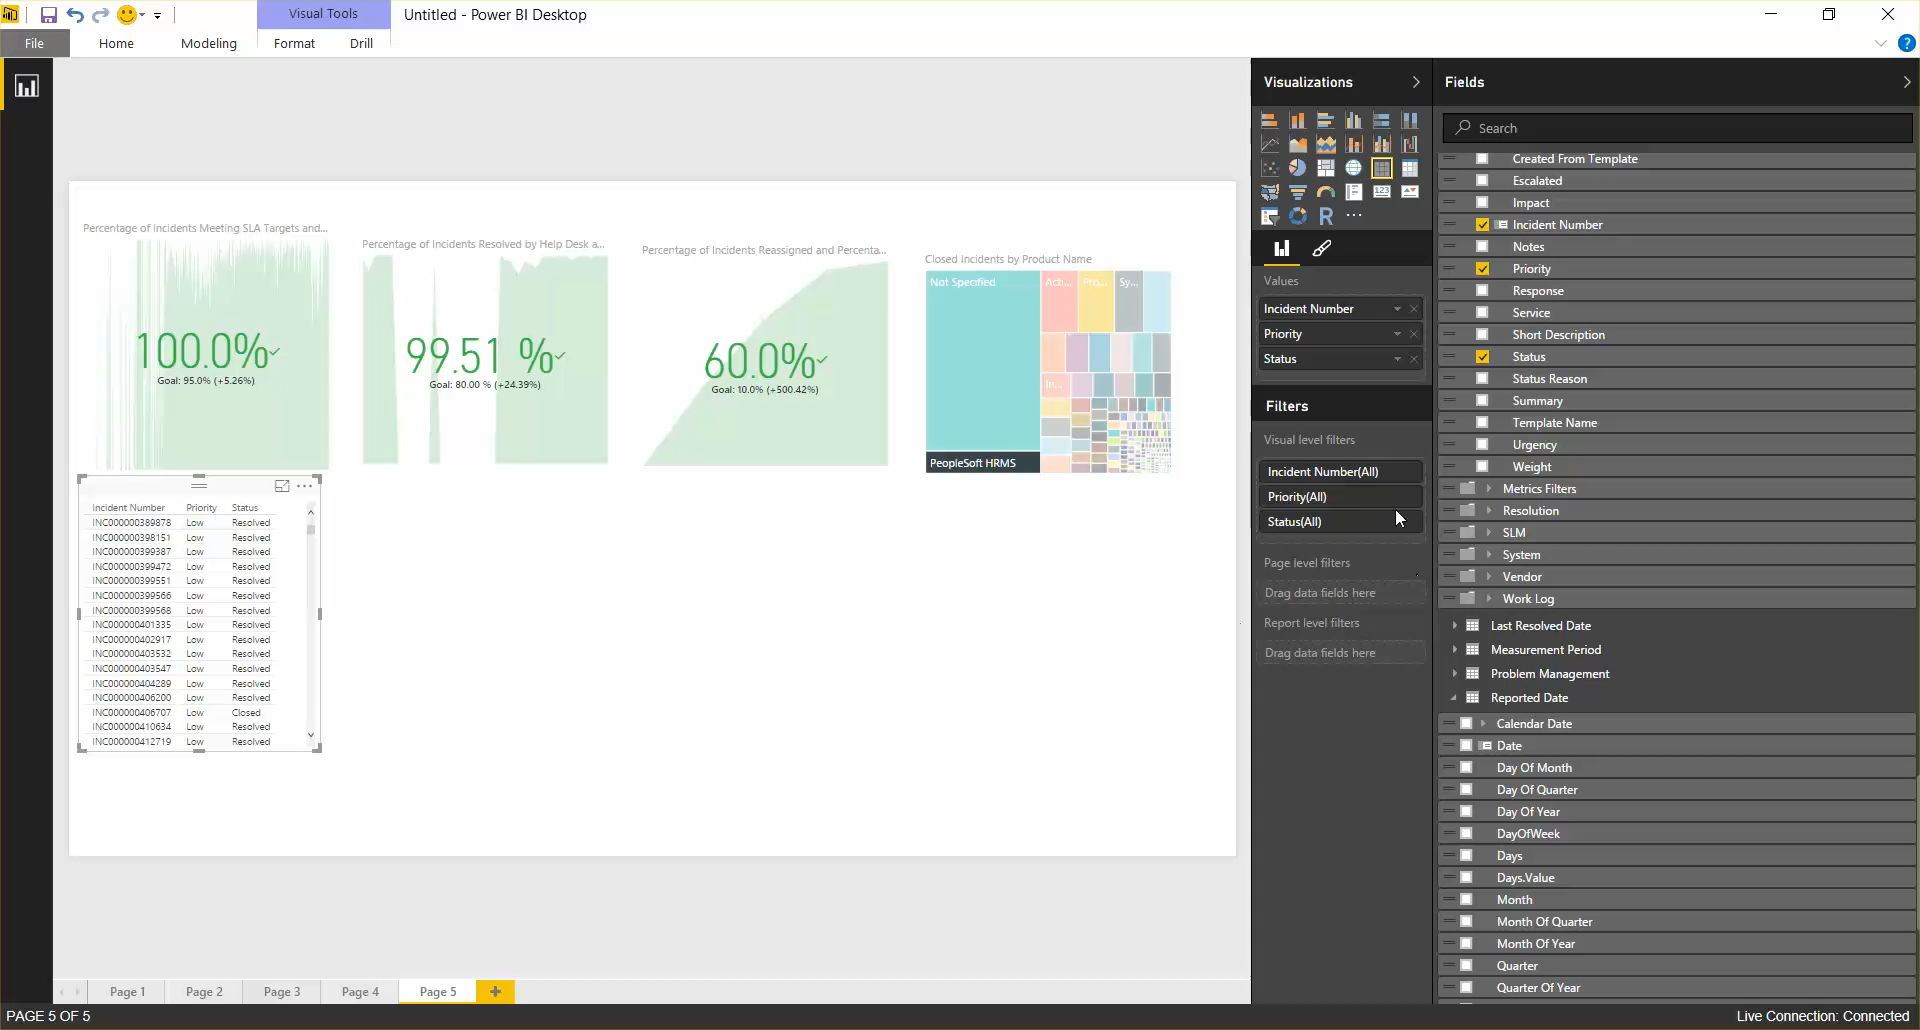 Visual Tools
Untitled - Power BI Desktop
File
Home
Modeling
Format
Drill
?
Percentage of Incidents Meeting SLA Targets and...
100.0%
Goal: 95.0% (+5.26%)
Percentage of Incidents Resolved by Help Desk a...
99.51 %
Goal: 80.00 % (+24.39%)
Percentage of Incidents Reassigned and Percenta...
60.0%
Goal: 10.0% (+500.42%)
Closed Incidents by Product Name
Not Specified
Ach...
Pro...
Sy...
In...
PeopleSoft HRMS
Incident Number Priority Status
INC000000389878 Low Resolved
INC000000398151 Low Resolved
INC000000399387 Low Resolved
INC000000399472 Low Resolved
INC000000399551 Low Resolved
INC000000399566 Low Resolved
INC000000399568 Low Resolved
INC000000401335 Low Resolved
INC000000402917 Low Resolved
INC000000403532 Low Resolved
INC000000403547 Low Resolved
INC000000404289 Low Resolved
INC000000406200 Low Resolved
INC000000406707 Low Closed
INC000000410634 Low Resolved
INC000000412719 Low Resolved
Page 1
Page 2
Page 3
Page 4
Page 5
PAGE 5 OF 5
Visualizations
123
R
Values
Incident Number
Priority
Status
Filters
Visual level filters
Incident Number(All)
Priority(All)
Status(All)
Page level filters
Drag data fields here
Report level filters
Drag data fields here
Fields
Search
Created From Template
Escalated
Impact
Incident Number
Notes
Priority
Response
Service
Short Description
Status
Status Reason
Summary
Template Name
Urgency
Weight
Metrics Filters
Resolution
SLM
System
Vendor
Work Log
Last Resolved Date
Measurement Period
Problem Management
Reported Date
Calendar Date
Date
Day Of Month
Day Of Quarter
Day Of Year
DayOfWeek
Days
Days.Value
Month
Month Of Quarter
Month Of Year
Quarter
Quarter Of Year
Live Connection: Connected